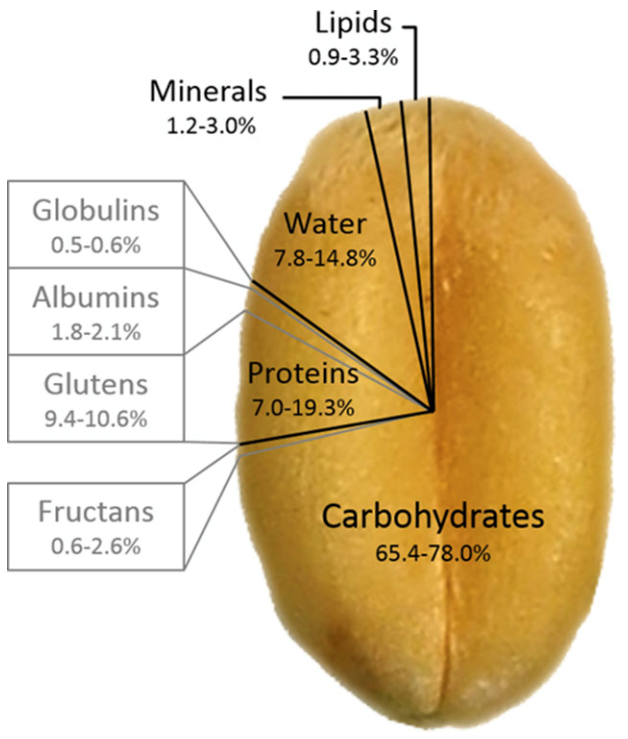 Lipids
0.9-3.3%
Minerals
1.2-3.0%
Globulins
0.5-0.6%
Albumins
1.8-2.1%
Glutens
9.4-10.6%
Fructans
0.6-2.6%
Water
7.8-14.8%
Proteins
7.0-19.3%
Carbohydrates
65.4-78.0%